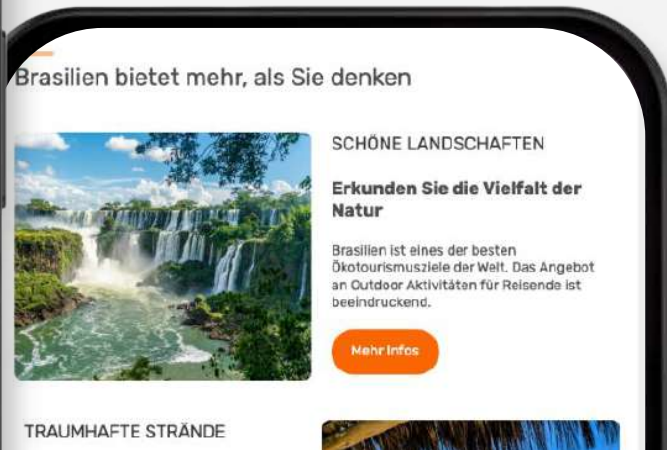 Brasilien bietet mehr, als Sie denken
SCHÖNE LANDSCHAFTEN
Erkunden Sie die Vielfalt der
Natur
Brasilien ist eines der besten
Ökotourismusziele der Welt. Das Angebot
an Outdoor Aktivitäten für Reisende ist
beeindruckend.
Mehr Infos
TRAUMHAFTE STRÄNDE